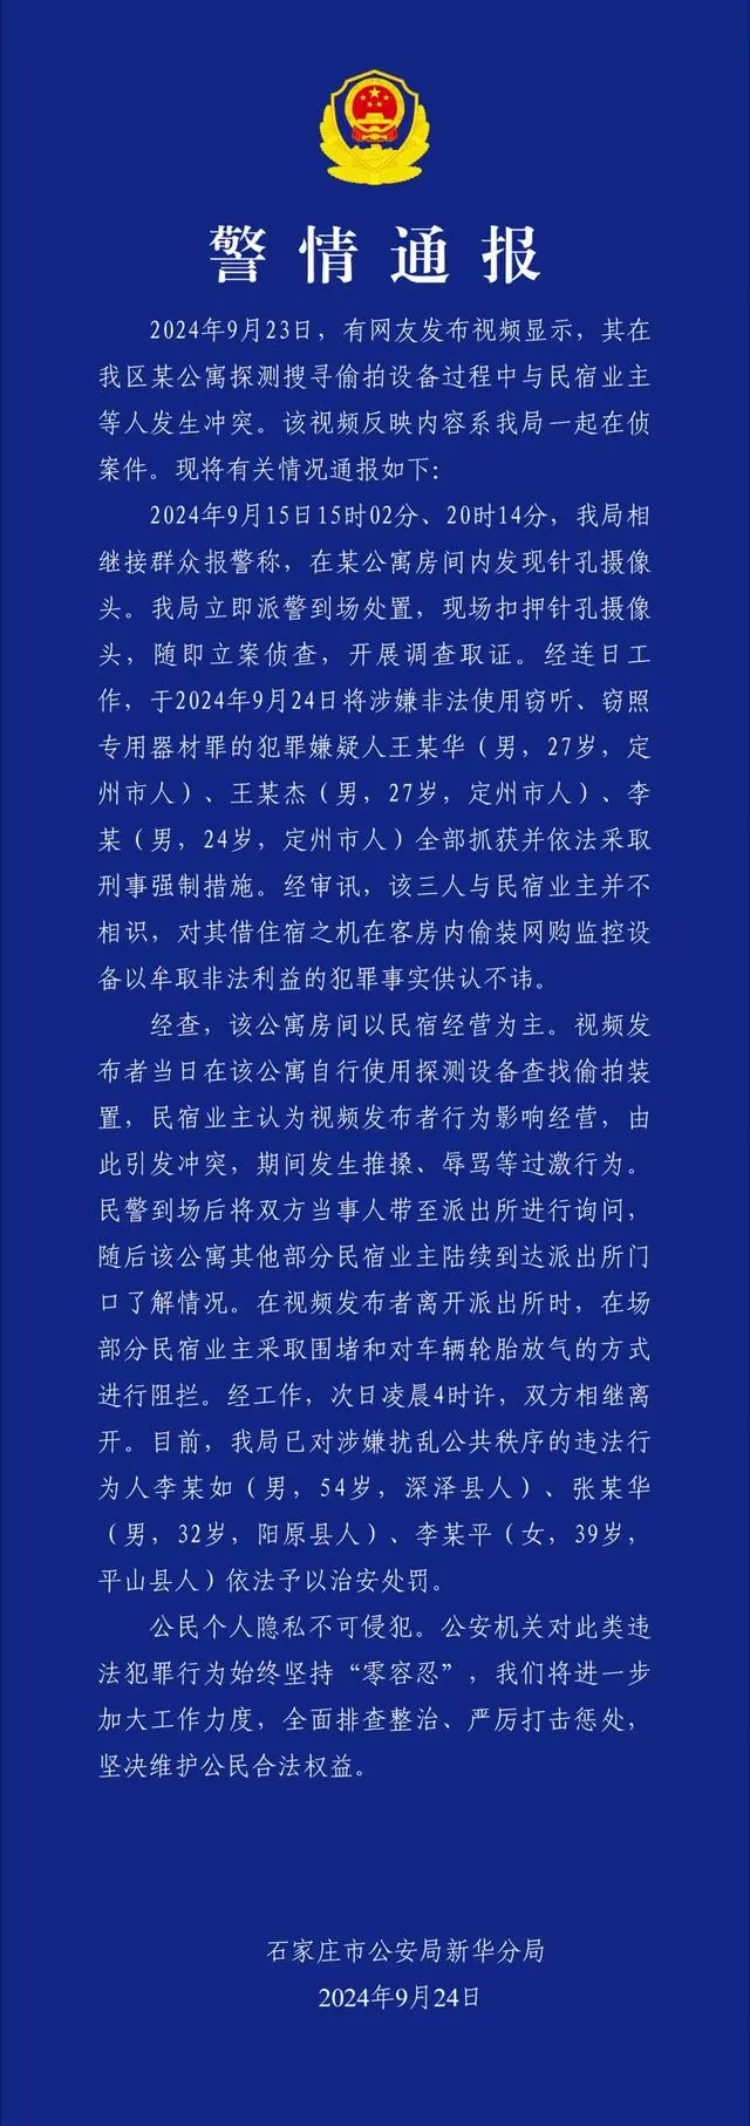 警情通报
2024年9月23日，有网友发布视频显示，其在
我区某公寓探测搜寻偷拍设备过程中与民宿业主
等人发生冲突。该视频反映内容系我局一起在侦
案件。现将有关情况通报如下：
2024年9月15日15时02分、20时14分，我局相
继接群众报警称，在某公寓房间内发现针孔摄像
头。我局立即派警到场处置，现场扣押针孔摄像
头，随即立案侦查，开展调查取证。经连日工
作，于2024年9月24日将涉嫌非法使用窃听、窃照
专用器材罪的犯罪嫌疑人王某华（男，27岁，定
州市人）、王某杰（男，27岁，定州市人）、李
某（男，24岁，定州市人）全部抓获并依法采取
刑事强制措施。经审讯，该三人与民宿业主并不
相识，对其借住宿之机在客房内偷装网购监控设
备以牟取非法利益的犯罪事实供认不讳。
经查，该公寓房间以民宿经营为主。视频发
布者当日在该公寓自行使用探测设备查找偷拍装
置，民宿业主认为视频发布者行为影响经营，由
此引发冲突，期间发生推搡、辱骂等过激行为。
民警到场后将双方当事人带至派出所进行询问，
随后该公寓其他部分民宿业主陆续到达派出所门
口了解情况。在视频发布者离开派出所时，在场
部分民宿业主采取围堵和对车辆轮胎放气的方式
进行阻拦。经工作，次日凌晨4时许，双方相继离
开。目前，我局已对涉嫌扰乱公共秩序的违法行
为人李某如（男，54岁，深泽县人）、张某华
（男，32岁，阳原县人）、李某平（女，39岁，
平山县人）依法予以治安处罚。
公民个人隐私不可侵犯。公安机关对此类违
法犯罪行为始终坚持“零容忍”，我们将进一步
加大工作力度，全面排查整治、严厉打击惩处，
坚决维护公民合法权益。
石家庄市公安局新华分局
2024年9月24日